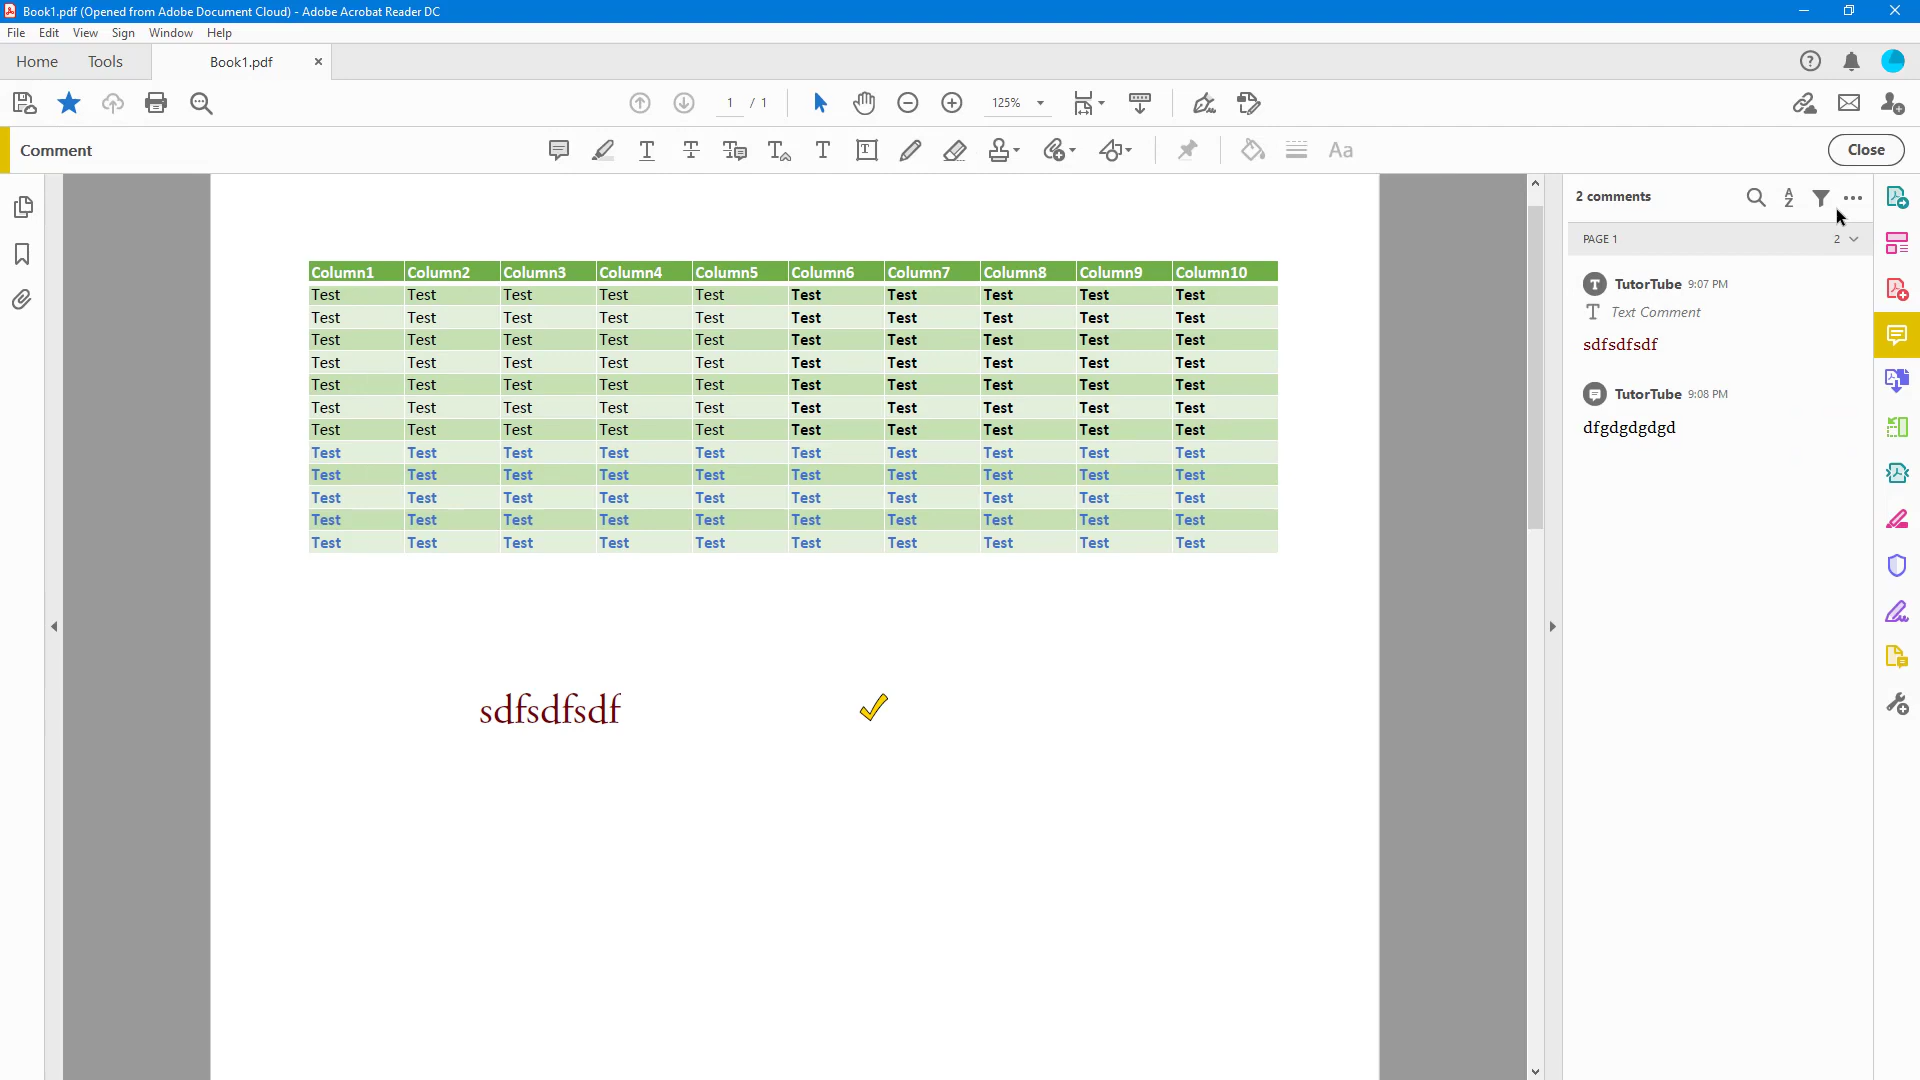 Book1.pdf (Opened from Adobe Document Cloud) - Adobe Acrobat Reader DC
File Edit View Sign Window Help
Home Tools Book1.pdf
1 / 1 125%
Comment Close
2 comments
PAGE 1 2
TutorTube 9:07 PM
Text Comment
sdfsdfsdf
TutorTube 9:08 PM
dfgdgdgdgd
Column1 Column2 Column3 Column4 Column5 Column6 Column7 Column8 Column9 Column10
Test Test Test Test Test Test Test Test Test Test
Test Test Test Test Test Test Test Test Test Test
Test Test Test Test Test Test Test Test Test Test
Test Test Test Test Test Test Test Test Test Test
Test Test Test Test Test Test Test Test Test Test
Test Test Test Test Test Test Test Test Test Test
Test Test Test Test Test Test Test Test Test Test
Test Test Test Test Test Test Test Test Test Test
Test Test Test Test Test Test Test Test Test Test
Test Test Test Test Test Test Test Test Test Test
Test Test Test Test Test Test Test Test Test Test
Test Test Test Test Test Test Test Test Test Test
sdfsdfsdf